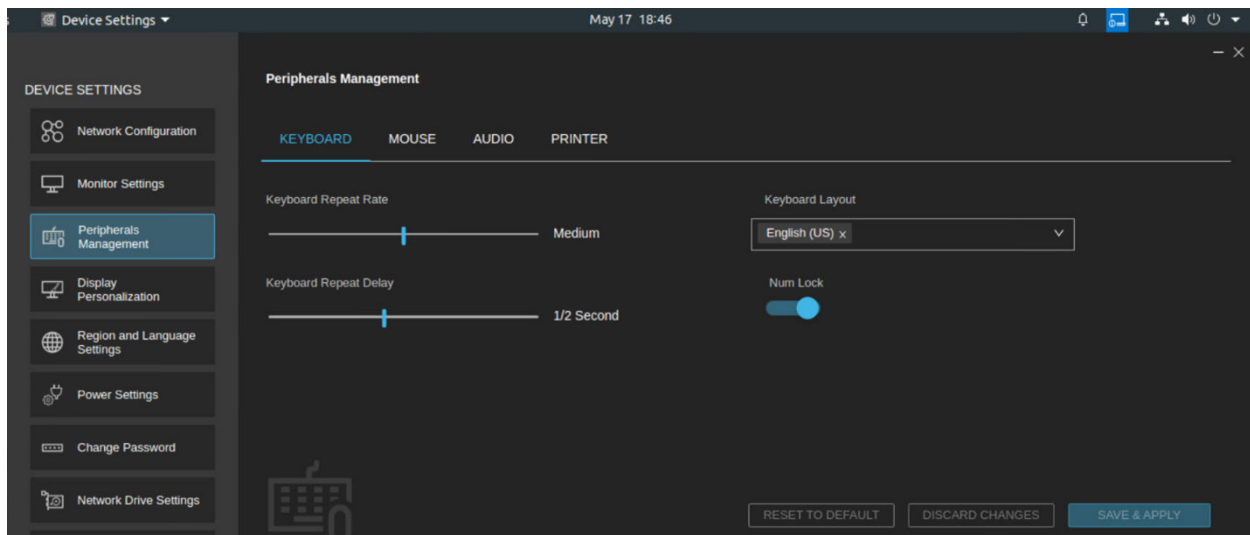 Device Settings
May 17 18:46
DEVICE SETTINGS
Network Configuration
Monitor Settings
Peripherals
Management
Display
Personalization
Region and Language
Settings
Power Settings
Change Password
Network Drive Settings
Peripherals Management
KEYBOARD MOUSE AUDIO PRINTER
Keyboard Repeat Rate
Medium
Keyboard Layout
English (US) x
Keyboard Repeat Delay
1/2 Second
Num Lock
RESET TO DEFAULT DISCARD CHANGES SAVE & APPLY